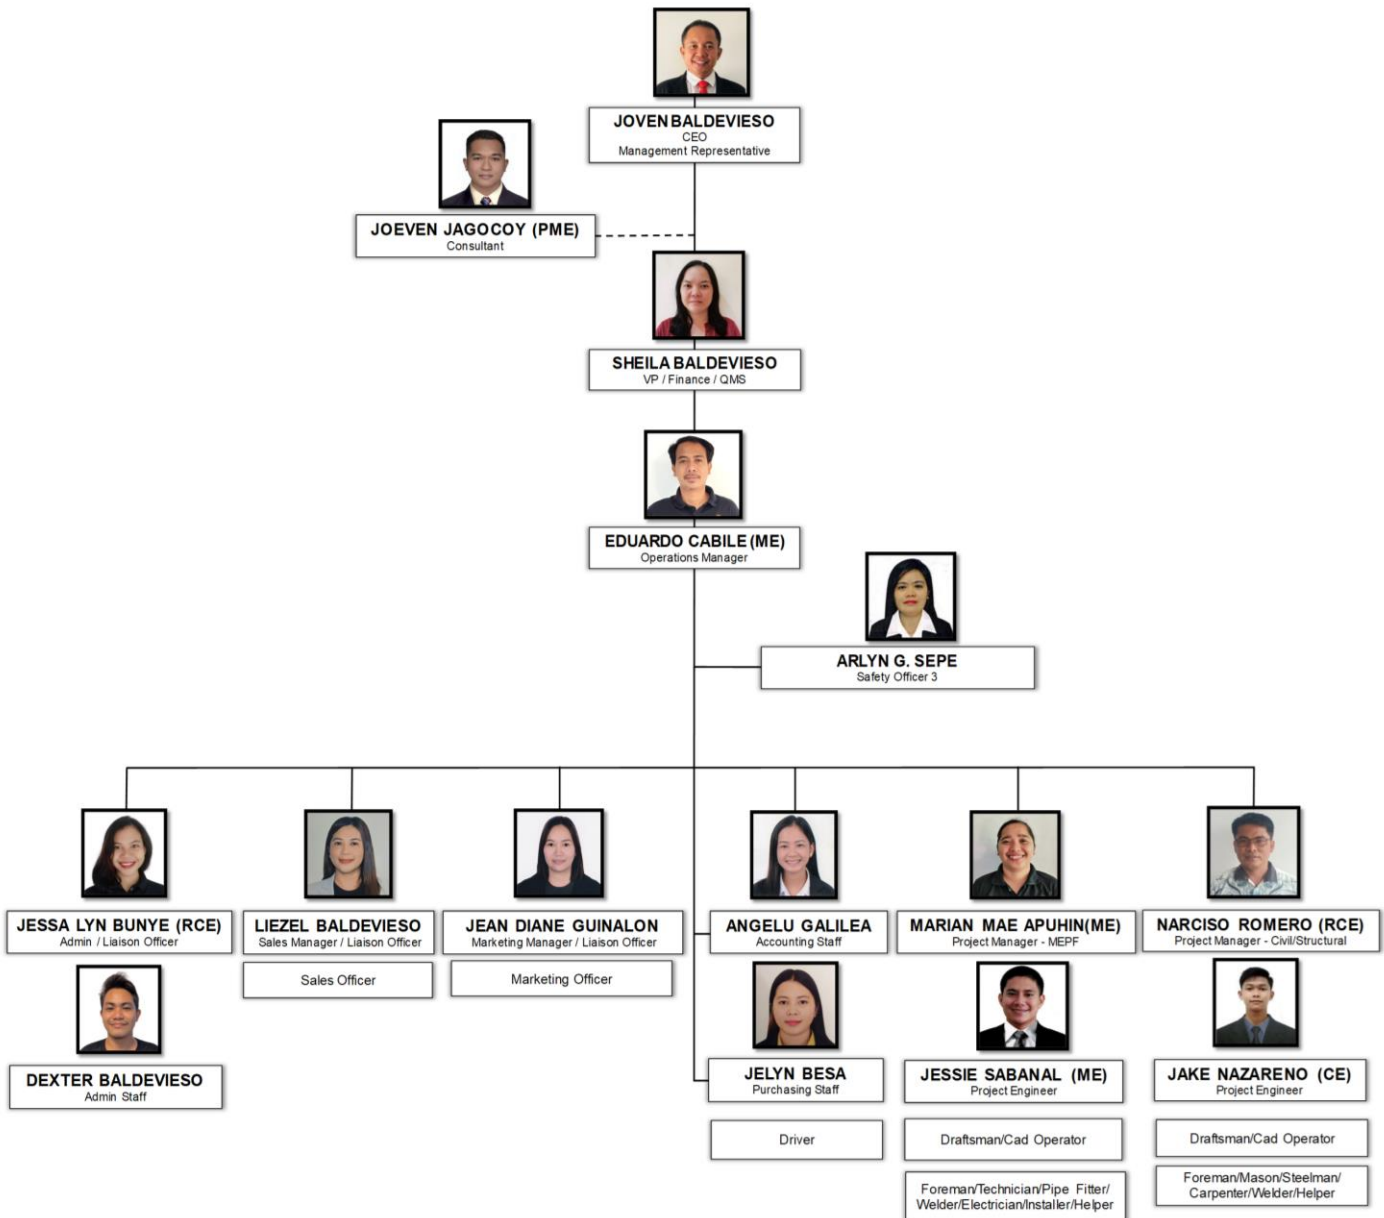 JOVEN BALDEVIESO
CEO
Management Representative
JOEVEN JAGOCOY (PME)
Consultant
SHEILA BALDEVIESO
VP / Finance / QMS
EDUARDO CABILE (ME)
Operations Manager
ARLYN G. SEPE
Safety Officer 3
JESSA LYN BUNYE (RCE)
Admin / Liaison Officer
LIEZEL BALDEVIESO
Sales Manager / Liaison Officer
JEAN DIANE GUINALON
Marketing Manager / Liaison Officer
ANGELU GALILEA
Accounting Staff
MARIAN MAE APUHIN(ME)
Project Manager - MEPF
NARCISO ROMERO (RCE)
Project Manager - Civil/Structural
Sales Officer
Marketing Officer
DEXTER BALDEVIESO
Admin Staff
JELYN BESA
Purchasing Staff
JESSIE SABANAL (ME)
Project Engineer
JAKE NAZARENO (CE)
Project Engineer
Driver
Draftsman/Cad Operator
Draftsman/Cad Operator
Foreman/Technician/Pipe Fitter/
Welder/Electrician/Installer/Helper
Foreman/Mason/Steelman/
Carpenter/Welder/Helper